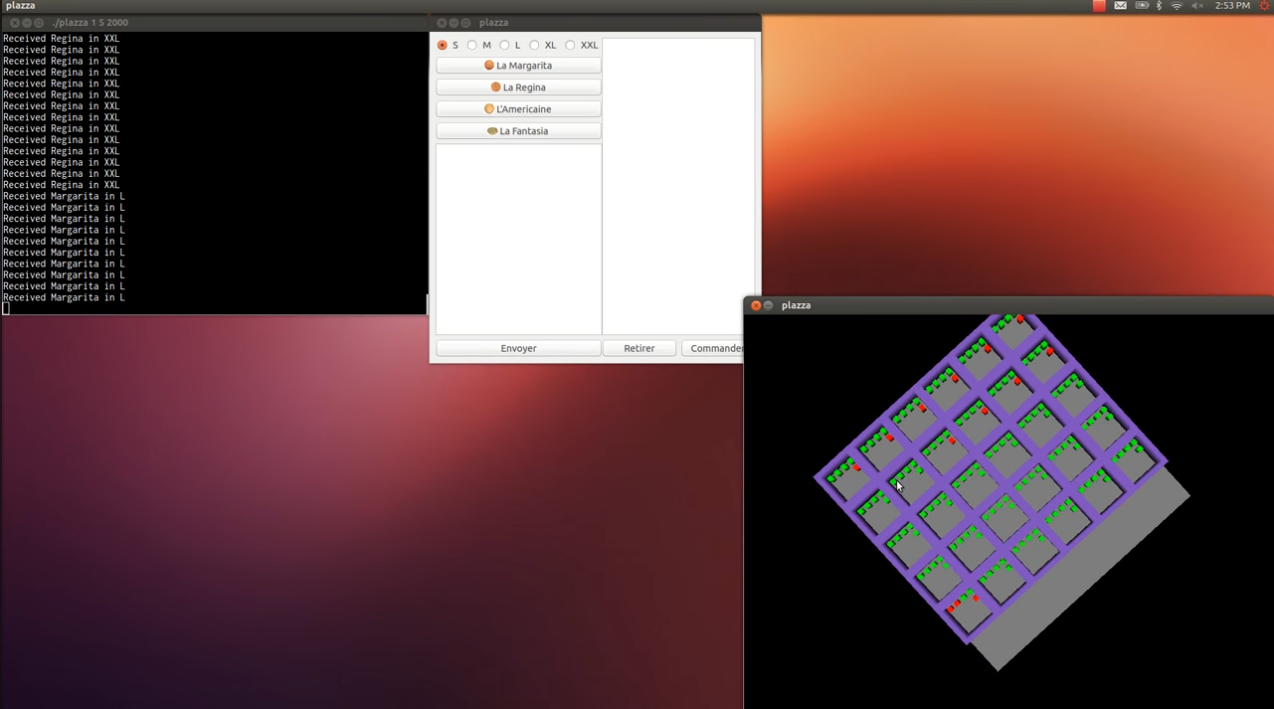 plazza
2:53 PM
./plazza 1 5 2000
Received Regina in XXL
Received Regina in XXL
Received Regina in XXL
Received Regina in XXL
Received Regina in XXL
Received Regina in XXL
Received Regina in XXL
Received Regina in XXL
Received Regina in XXL
Received Regina in XXL
Received Regina in XXL
Received Regina in XXL
Received Regina in XXL
Received Regina in XXL
Received Margarita in L
Received Margarita in L
Received Margarita in L
Received Margarita in L
Received Margarita in L
Received Margarita in L
Received Margarita in L
Received Margarita in L
Received Margarita in L
Received Margarita in L
plazza
S M L XL XXL
La Margarita
La Regina
L'Americaine
La Fantasia
Envoyer Retirer Commander
plazza